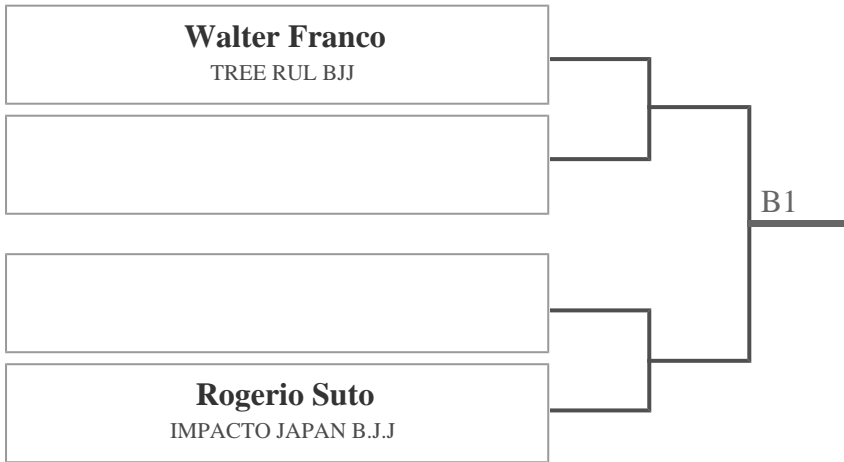 Walter Franco
TREE RUL BJJ
B1
Rogerio Suto
IMPACTO JAPAN B.J.J